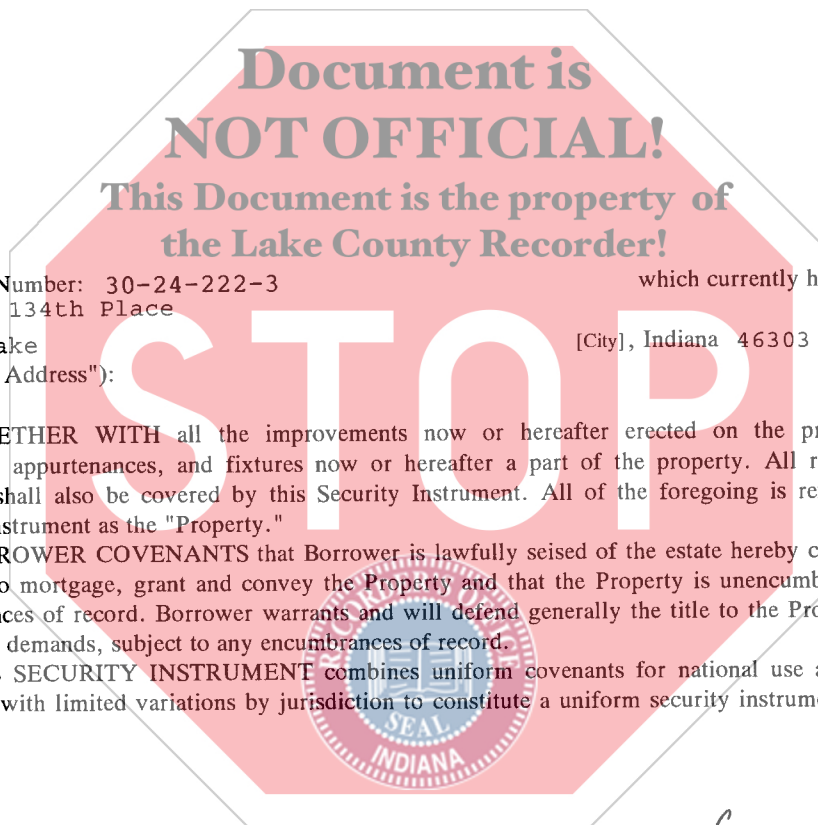 Document is
NOT OFFICIAL!
This Document is the property of
the Lake County Recorder!
Number: 30-24-222-3 which currently h
134th Place
ake [City], Indiana 46303
Address"):
STOP
ETHER WITH all the improvements now or hereafter erected on the pr
appurtenances, and fixtures now or hereafter a part of the property. All r
shall also be covered by this Security Instrument. All of the foregoing is re
nstrument as the "Property."
ROWER COVENANTS that Borrower is lawfully seised of the estate hereby c
o mortgage, grant and convey the Property and that the Property is unencumb
nces of record. Borrower warrants and will defend generally the title to the Pro
demands, subject to any encumbrances of record.
SECURITY INSTRUMENT combines uniform covenants for national use a
with limited variations by jurisdiction to constitute a uniform security instrume
RECORDER'S OFFICE
SEAL
INDIANA